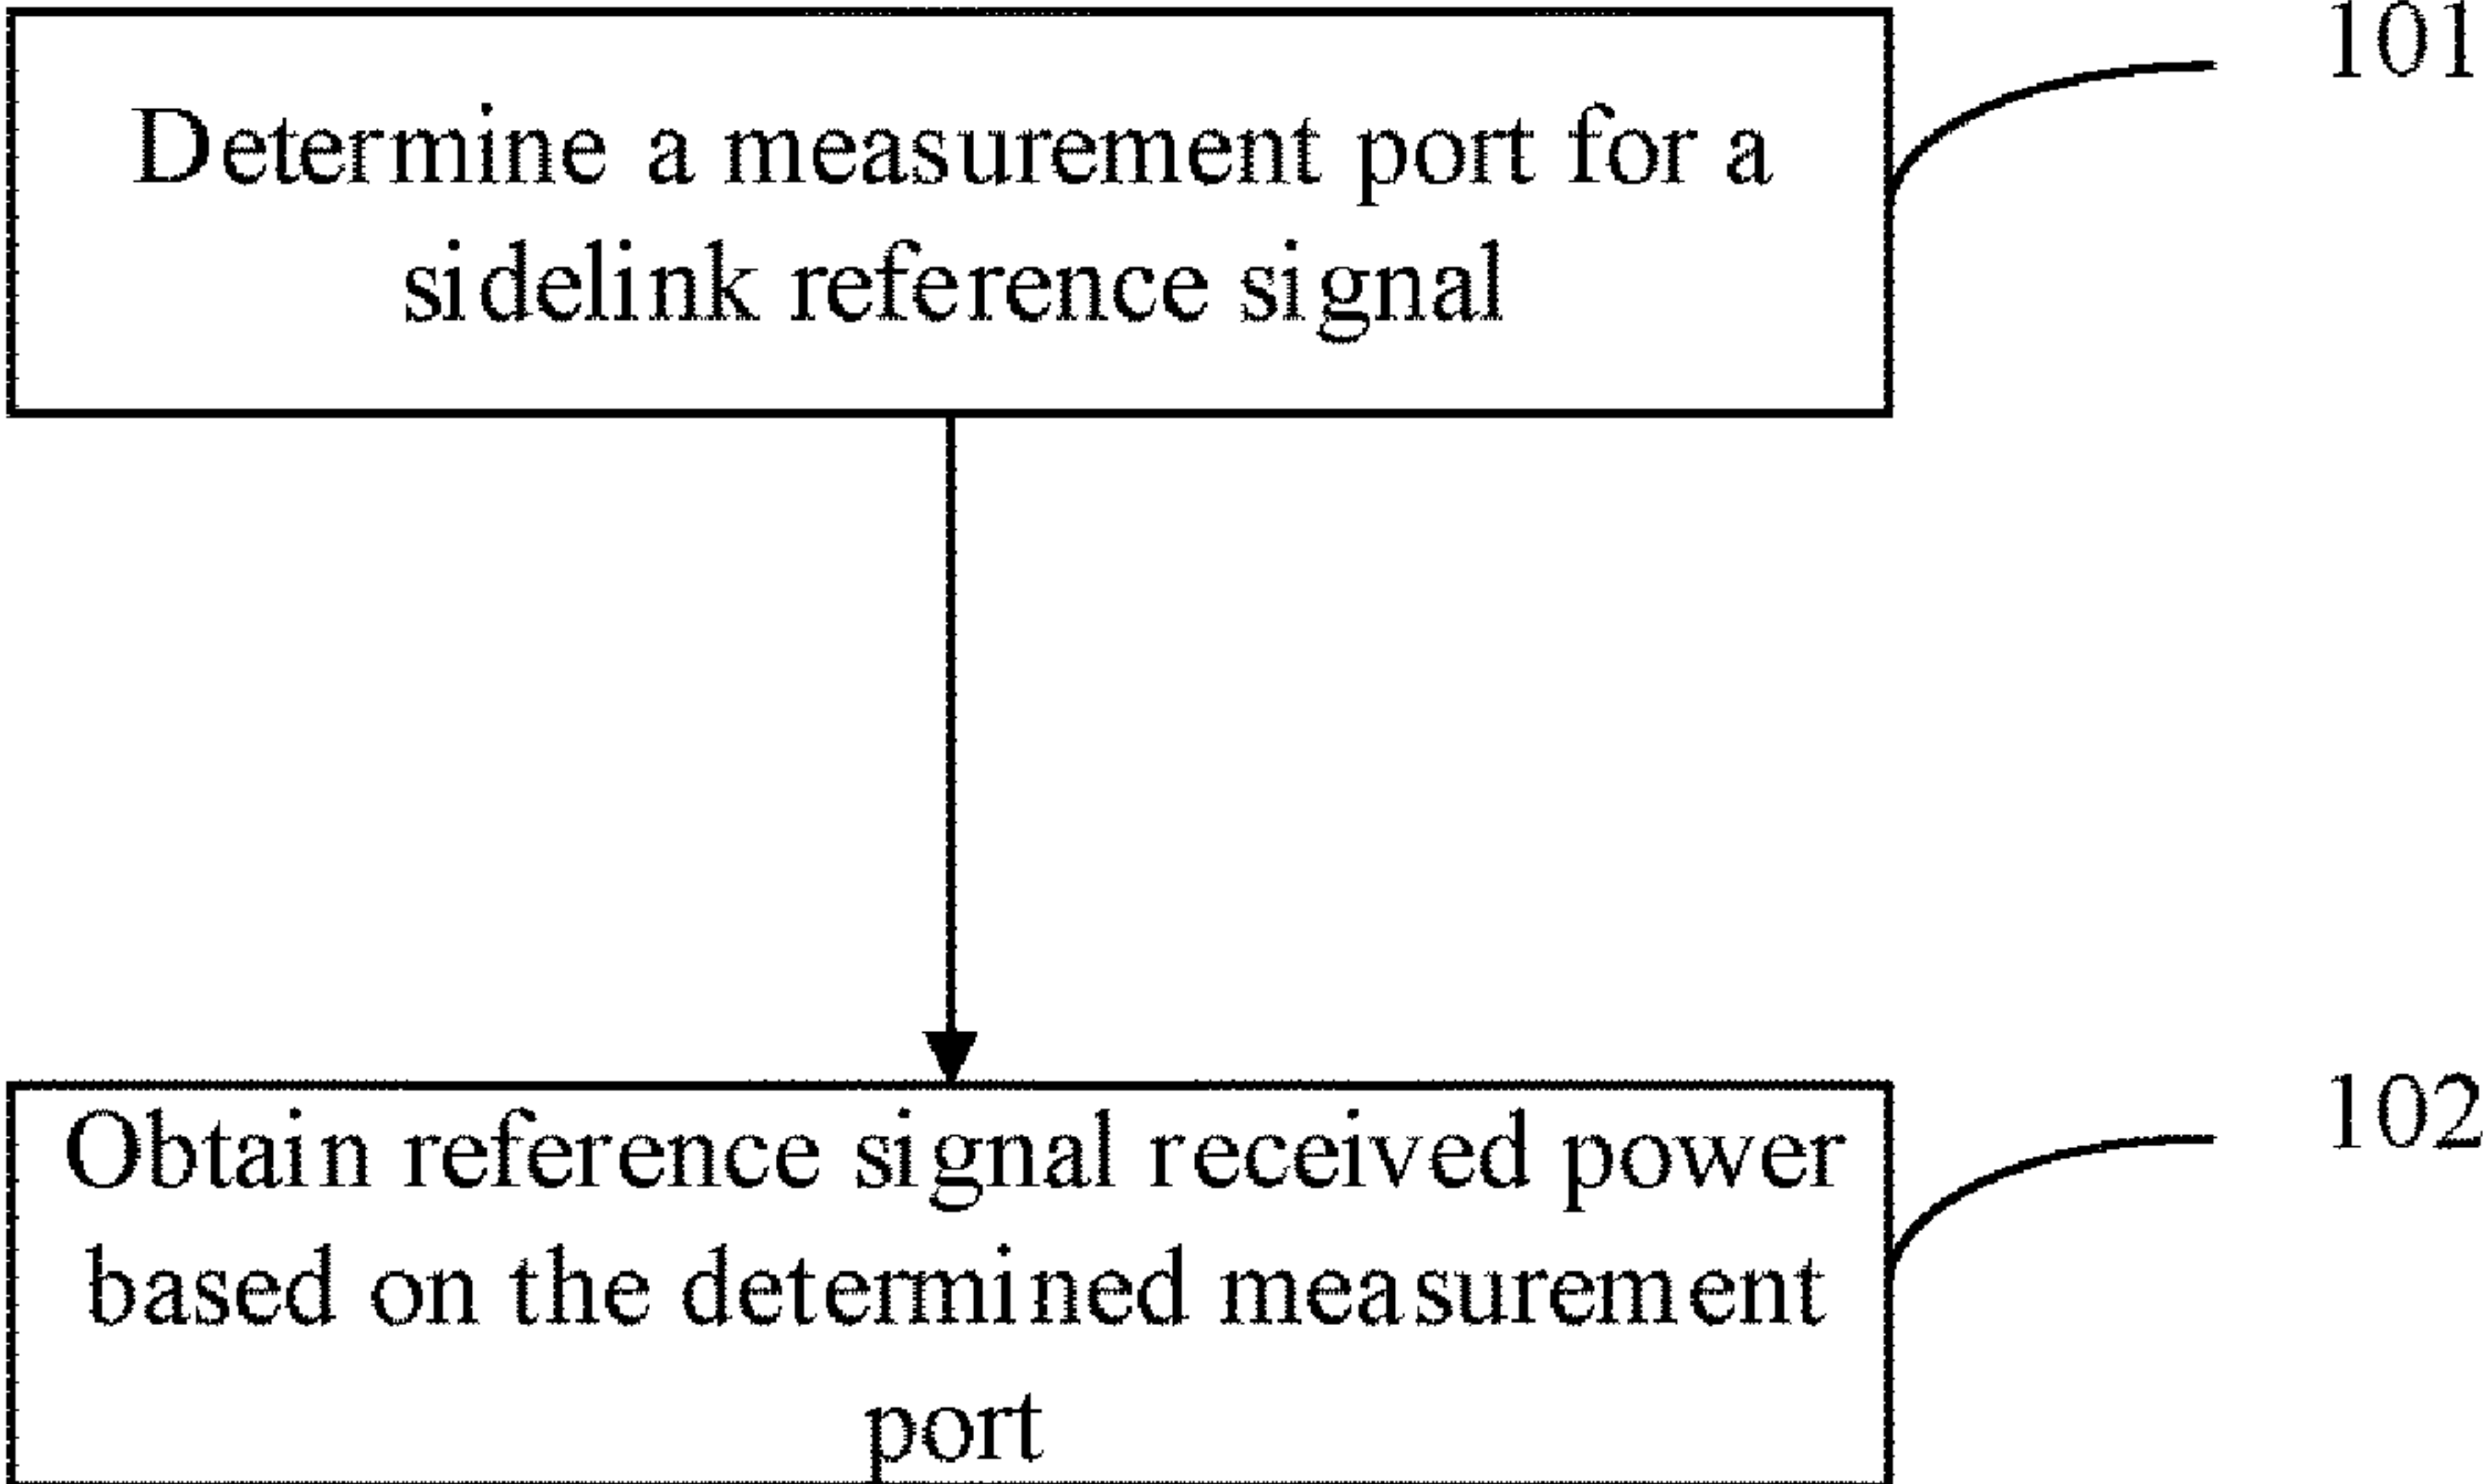 101
Determine a measurement port for a
sidelink reference signal
102
Obtain reference signal received power
based on the determined measurement
port